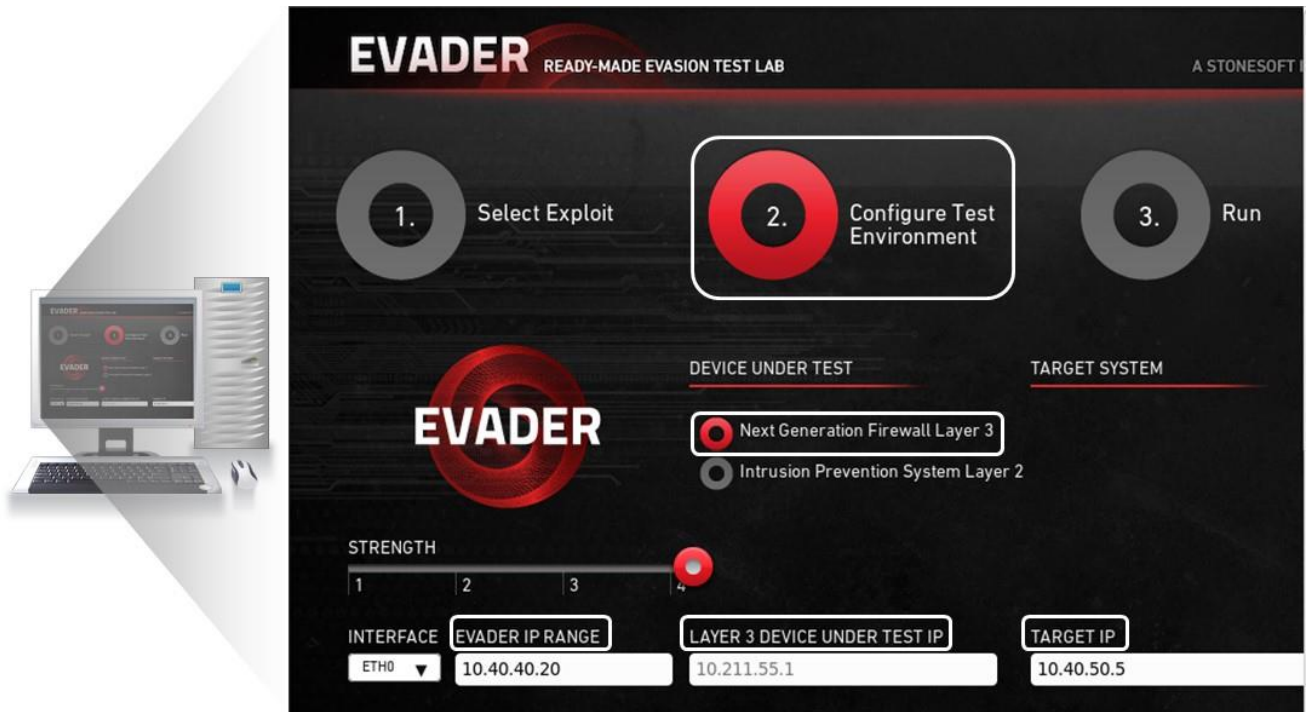 EVADER READY-MADE EVASION TEST LAB
A STONESOFT
1. Select Exploit
2. Configure Test
Environment
3. Run
DEVICE UNDER TEST
TARGET SYSTEM
EVADER
Next Generation Firewall Layer 3
Intrusion Prevention System Layer 2
STRENGTH
1 2 3 4
INTERFACE EVADER IP RANGE LAYER 3 DEVICE UNDER TEST IP TARGET IP
ETH0 10.40.40.20 10.211.55.1 10.40.50.5